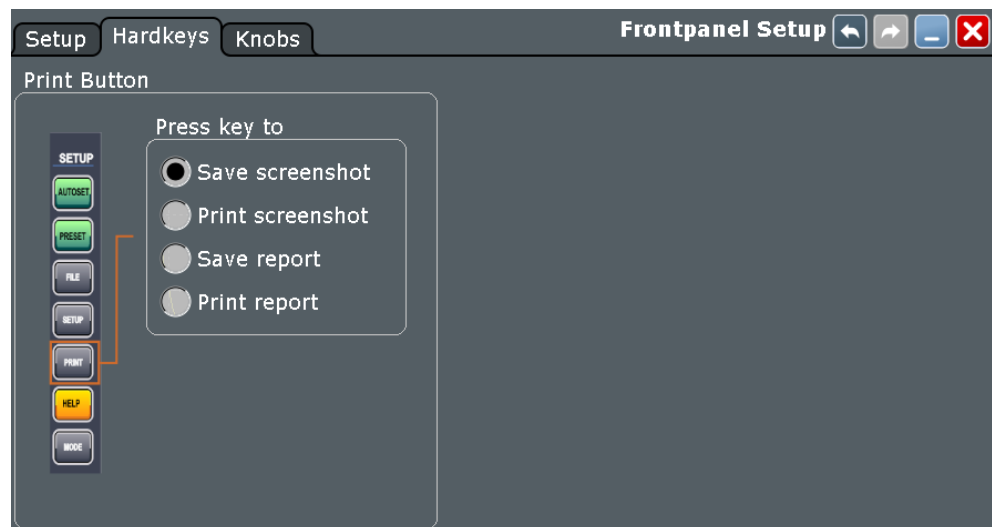 Setup Hardkeys Knobs Frontpanel Setup
Print Button
Press key to
SETUP
AUTOSET
PRESET
FILE
SETUP
PRINT
HELP
MODE
Save screenshot
Print screenshot
Save report
Print report